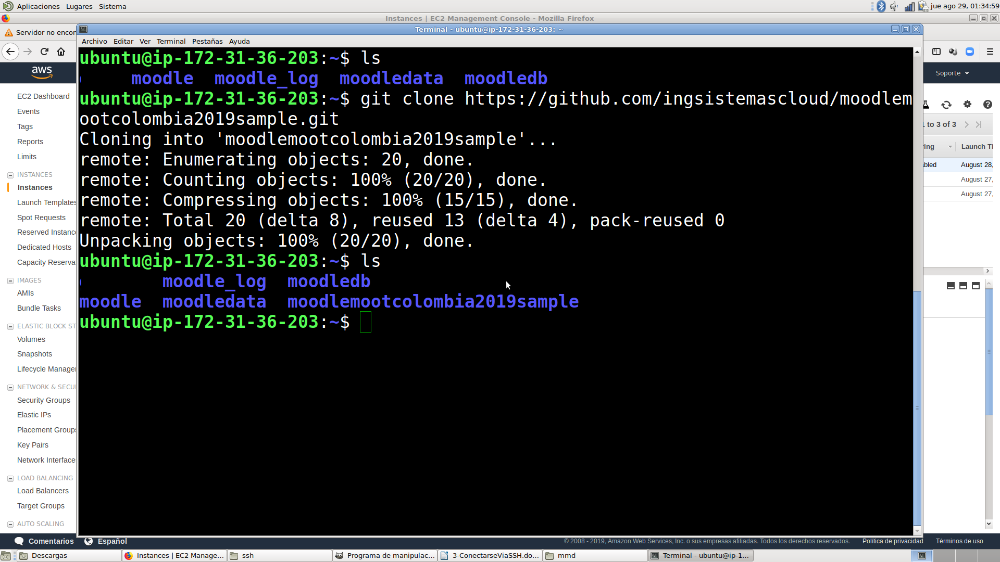 Aplicaciones Lugares Sistema
jue ago 29, 01:34:59
Instances | EC2 Management Console - Mozilla Firefox
Servidor no encon
Terminal - ubuntu@ip-172-31-36-203: ~
Archivo Editar Ver Terminal Pestañas Ayuda
aws
Soporte
EC2 Dashboard
Events
Tags
Reports
Limits
INSTANCES
Instances
Launch Templates
Spot Requests
Reserved Instance
Dedicated Hosts
Capacity Reserva
IMAGES
AMIs
Bundle Tasks
ELASTIC BLOCK ST
Volumes
Snapshots
Lifecycle Manager
NETWORK & SECU
Security Groups
Elastic IPs
Placement Groups
Key Pairs
Network Interfaces
LOAD BALANCING
Load Balancers
Target Groups
AUTO SCALING
ubuntu@ip-172-31-36-203:~$ ls
moodle moodle_log moodledata moodledb
ubuntu@ip-172-31-36-203:~$ git clone https://github.com/ingsistemascloud/moodlem
ootcolombia2019sample.git
Cloning into 'moodlemootcolombia2019sample'...
remote: Enumerating objects: 20, done.
remote: Counting objects: 100% (20/20), done.
remote: Compressing objects: 100% (15/15), done.
remote: Total 20 (delta 8), reused 13 (delta 4), pack-reused 0
Unpacking objects: 100% (20/20), done.
ubuntu@ip-172-31-36-203:~$ ls
moodle_log moodledb
moodle moodledata moodlemootcolombia2019sample
ubuntu@ip-172-31-36-203:~$
1 to 3 of 3
ring Launch Ti
bled August 28,
August 27,
August 27,
Comentarios Español
© 2008 - 2019, Amazon Web Services, Inc. o sus empresas afiliadas. Todos los derechos reservados. Política de privacidad Términos de uso
Descargas
Instances | EC2 Manage...
ssh
Programa de manipulac...
3-ConectarseViaSSH.do...
mmd
Terminal - ubuntu@ip-1...